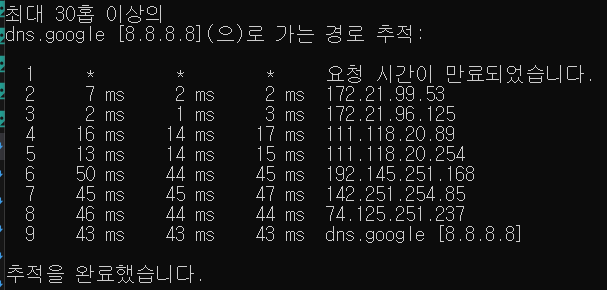 최대 30홉 이상의
dns.google [8.8.8.8](으)로 가는 경로 추적:
1 * * * 요청 시간이 만료되었습니다.
2 7 ms 2 ms 2 ms 172.21.99.53
3 2 ms 1 ms 3 ms 172.21.96.125
4 16 ms 14 ms 17 ms 111.118.20.89
5 13 ms 14 ms 15 ms 111.118.20.254
6 50 ms 44 ms 45 ms 192.145.251.168
7 45 ms 45 ms 47 ms 142.251.254.85
8 46 ms 44 ms 44 ms 74.125.251.237
9 43 ms 43 ms 43 ms dns.google [8.8.8.8]
추적을 완료했습니다.